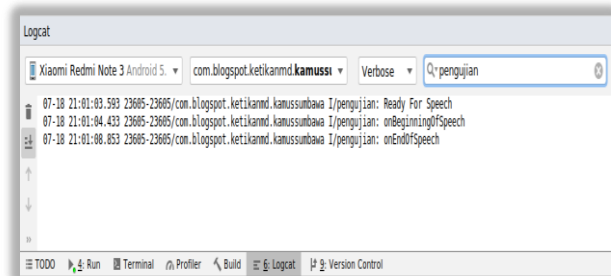 Logcat
Xiaomi Redmi Note 3 Android 5. com.blogspot.ketikanmd.kamussu Verbose pengujian
07-18 21:01:03.593 23605-23605/com.blogspot.ketikanmd.kamussumbawa I/pengujian: Ready For Speech
07-18 21:01:04.433 23605-23605/com.blogspot.ketikanmd.kamussumbawa I/pengujian: onBeginningOfSpeech
07-18 21:01:08.853 23605-23605/com.blogspot.ketikanmd.kamussumbawa I/pengujian: onEndOfSpeech
»
TODO 4: Run Terminal Profiler Build 6: Logcat 9: Version Control